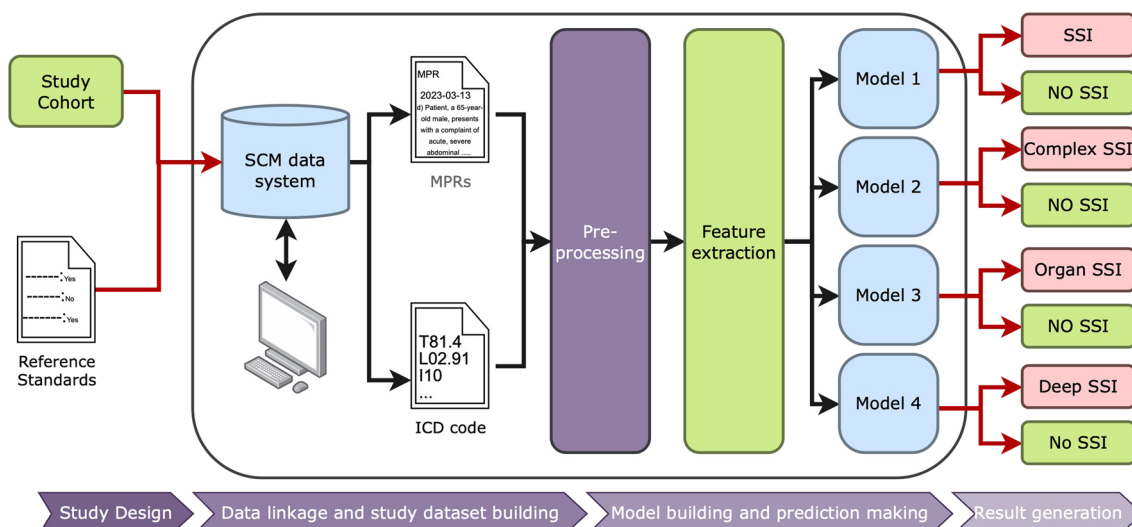 Study
Cohort
Reference
Standards
Yes
No
Yes
SCM data
system
MPR
2023-03-13
d) Patient, a 65-year-
old male, presents
with a complaint of
acute, severe
abdominal .....
MPRs
T81.4
L02.91
I10
...
ICD code
Pre-
processing
Feature
extraction
Model 1
Model 2
Model 3
Model 4
SSI
NO SSI
Complex SSI
NO SSI
Organ SSI
NO SSI
Deep SSI
No SSI
Study Design
Data linkage and study dataset building
Model building and prediction making
Result generation